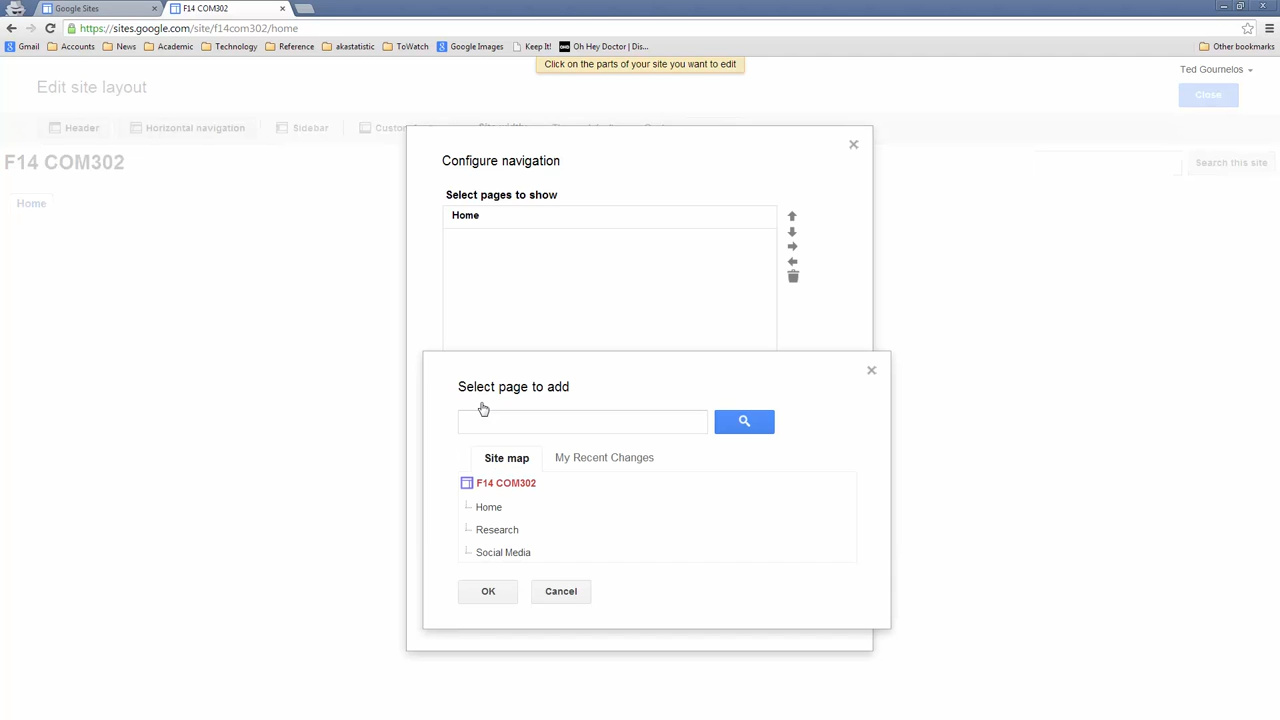 Google Sites
F14 COM302
https://sites.google.com/site/f14com302/home
Gmail Accounts News Academic Technology Reference akastatistic ToWatch Google Images Keep It! Oh Hey Doctor | Dis... Other bookmarks
Click on the parts of your site you want to edit
Ted Gournelos
Edit site layout
Close
Header Horizontal navigation Sidebar
F14 COM302
Search this site
Home
Configure navigation
Select pages to show
Home
Select page to add
Site map My Recent Changes
F14 COM302
Home
Research
Social Media
OK Cancel